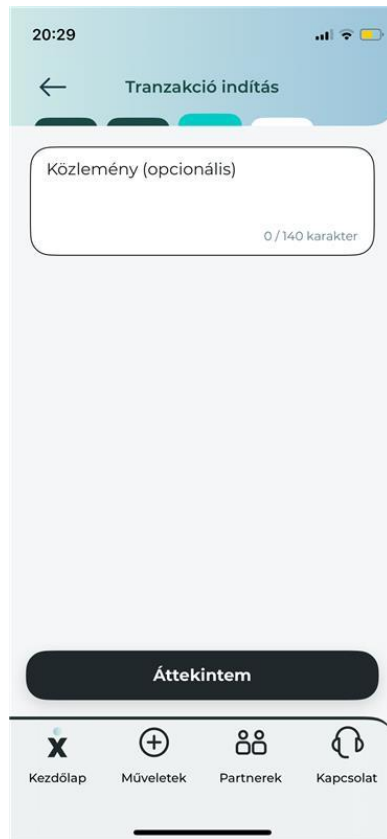 20:29
Tranzakció indítás
Közlemény (opcionális)
0 / 140 karakter
Áttekintem
Kezdőlap Műveletek Partnerek Kapcsolat